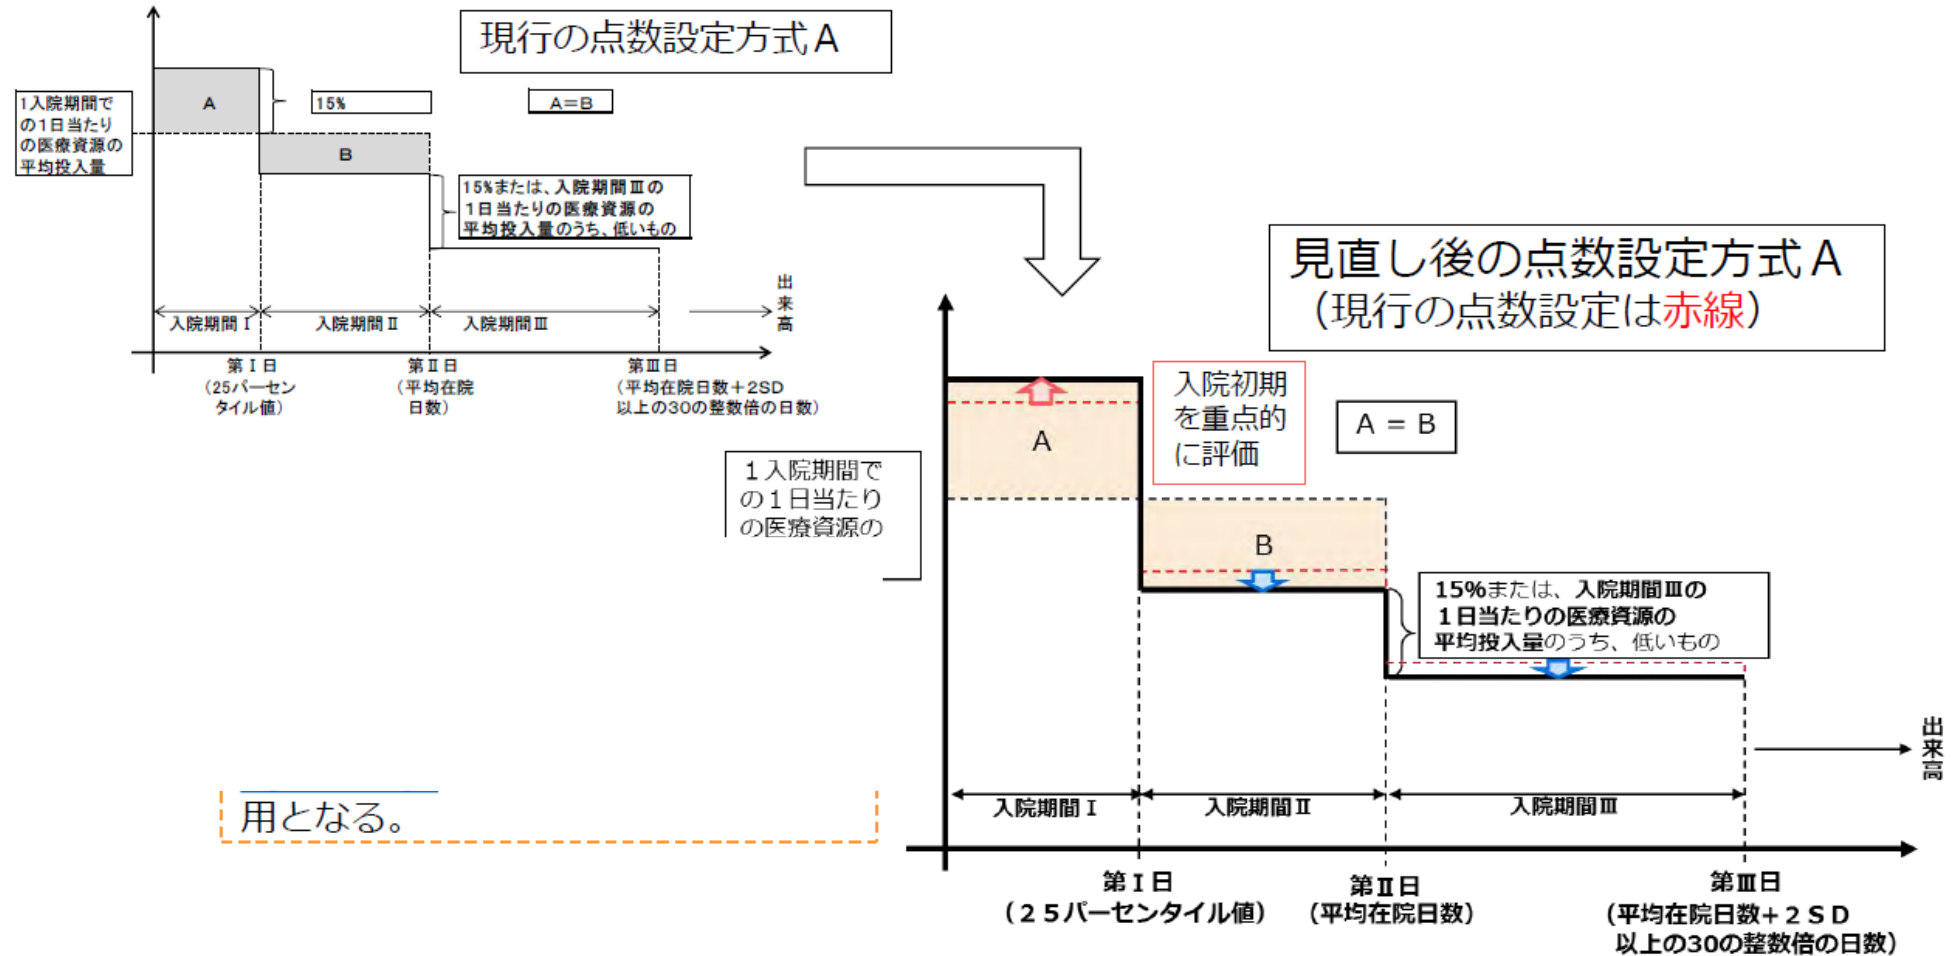 現行の点数設定方式A
1入院期間で
の1日当たり
の医療資源の
平均投入量
A
15%
A=B
B
15%または、入院期間Ⅲの
1日当たりの医療資源の
平均投入量のうち、低いもの
入院期間Ⅰ
入院期間Ⅱ
入院期間Ⅲ
出来高
第Ⅰ日
(25パーセン
タイル値)
第Ⅱ日
(平均在院
日数)
第Ⅲ日
(平均在院日数+2SD
以上の30の整数倍の日数)
見直し後の点数設定方式A
(現行の点数設定は赤線)
入院初期
を重点的
に評価
A = B
A
1入院期間で
の1日当たり
の医療資源の
B
15%または、入院期間Ⅲの
1日当たりの医療資源の
平均投入量のうち、低いもの
出来高
入院期間Ⅰ
入院期間Ⅱ
入院期間Ⅲ
第Ⅰ日
(25パーセンタイル値)
第Ⅱ日
(平均在院日数)
第Ⅲ日
(平均在院日数+2SD
以上の30の整数倍の日数)
用となる。